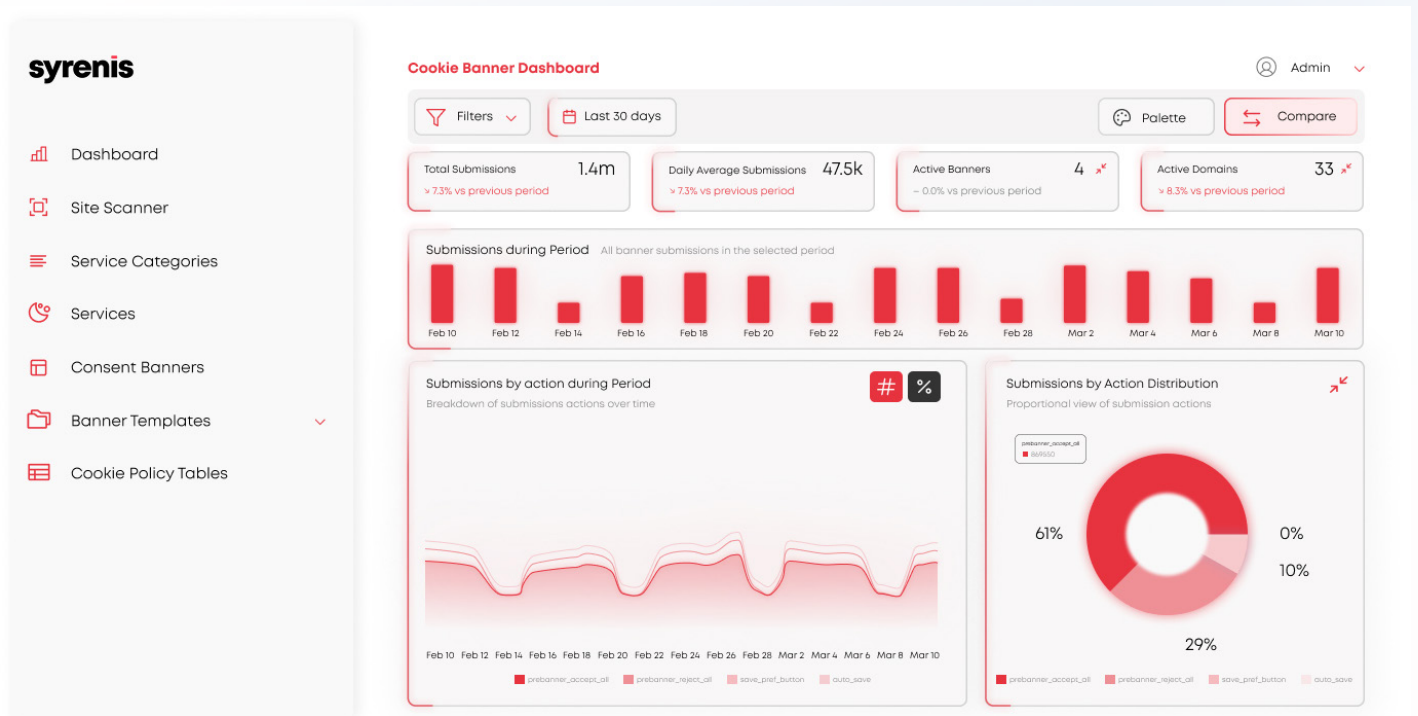 syrenis
Dashboard
Site Scanner
Service Categories
Services
Consent Banners
Banner Templates
Cookie Policy Tables
Cookie Banner Dashboard
Admin
Filters
Last 30 days
Palette
Compare
Total Submissions 1.4m
↘ 7.3% vs previous period
Daily Average Submissions 47.5k
↘ 7.3% vs previous period
Active Banners 4
– 0.0% vs previous period
Active Domains 33
↘ 8.3% vs previous period
Submissions during Period All banner submissions in the selected period
Feb 10 Feb 12 Feb 14 Feb 16 Feb 18 Feb 20 Feb 22 Feb 24 Feb 26 Feb 28 Mar 2 Mar 4 Mar 6 Mar 8 Mar 10
Submissions by action during Period
Breakdown of submissions actions over time
# %
Feb 10 Feb 12 Feb 14 Feb 16 Feb 18 Feb 20 Feb 22 Feb 24 Feb 26 Feb 28 Mar 2 Mar 4 Mar 6 Mar 8 Mar 10
prebanner_accept_all prebanner_reject_all save_pref_button auto_save
Submissions by Action Distribution
Proportional view of submission actions
prebanner_accept_all
869550
61%
0%
10%
29%
prebanner_accept_all prebanner_reject_all save_pref_button auto_save